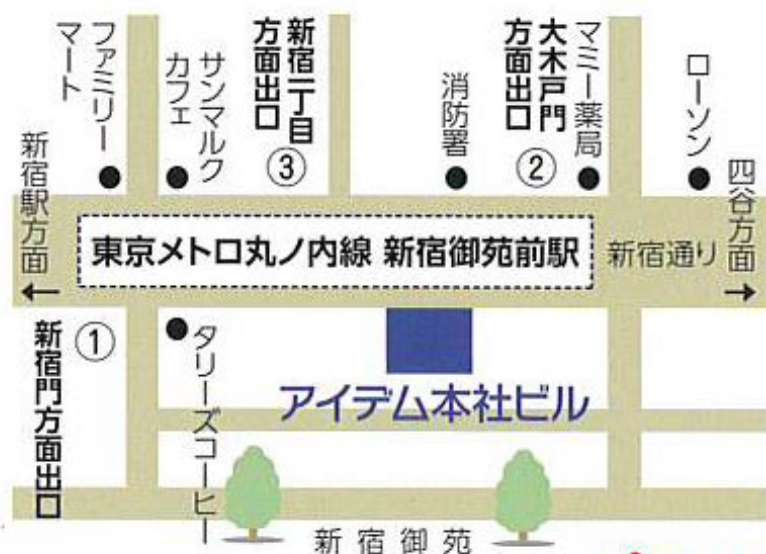 ファミリー
マート
サンマルク
カフェ
新宿一丁目
方面出口
③
消防署
大木戸門
方面出口
②
マミー薬局
ローソン
新宿駅方面
←
東京メトロ丸ノ内線 新宿御苑前駅
新宿通り
四谷方面
→
新宿門方面出口
①
タリーズコーヒー
アイデム本社ビル
新宿御苑